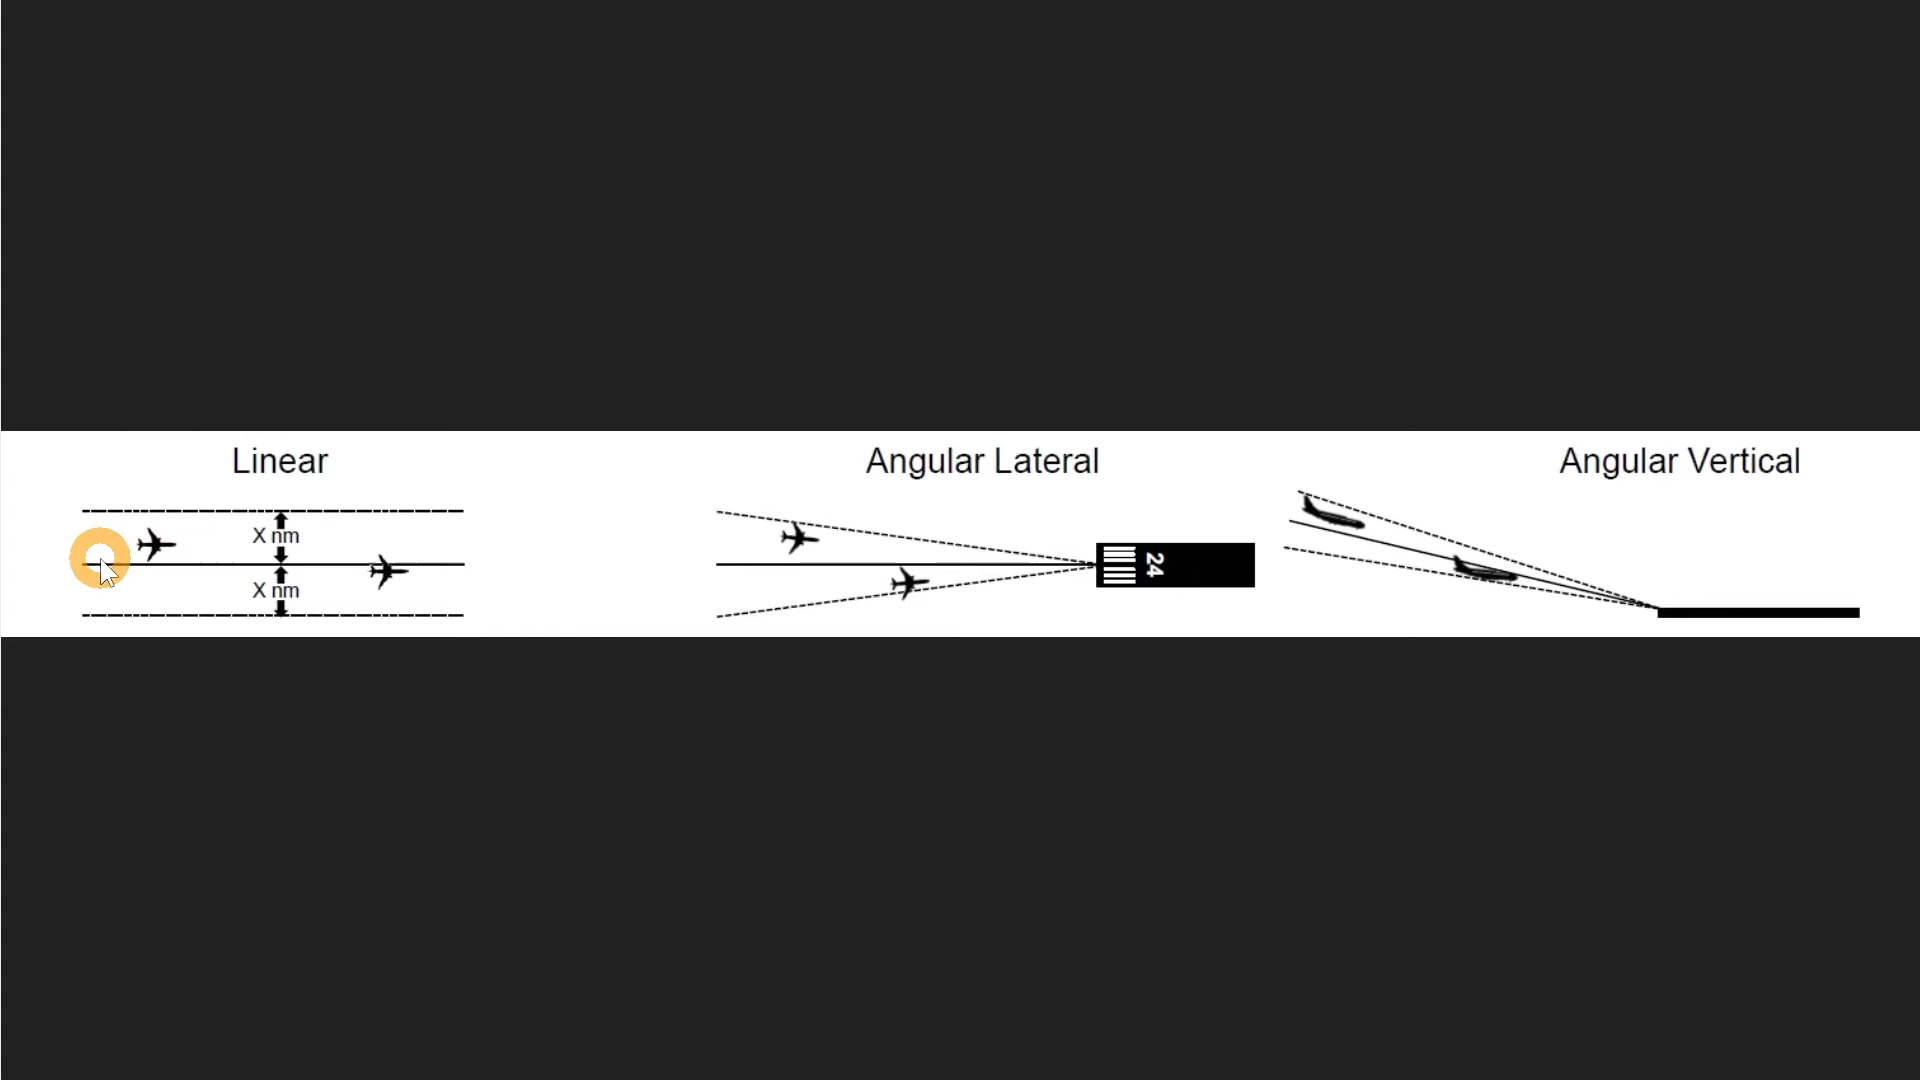 Linear
X nm
X nm
Angular Lateral
24
Angular Vertical